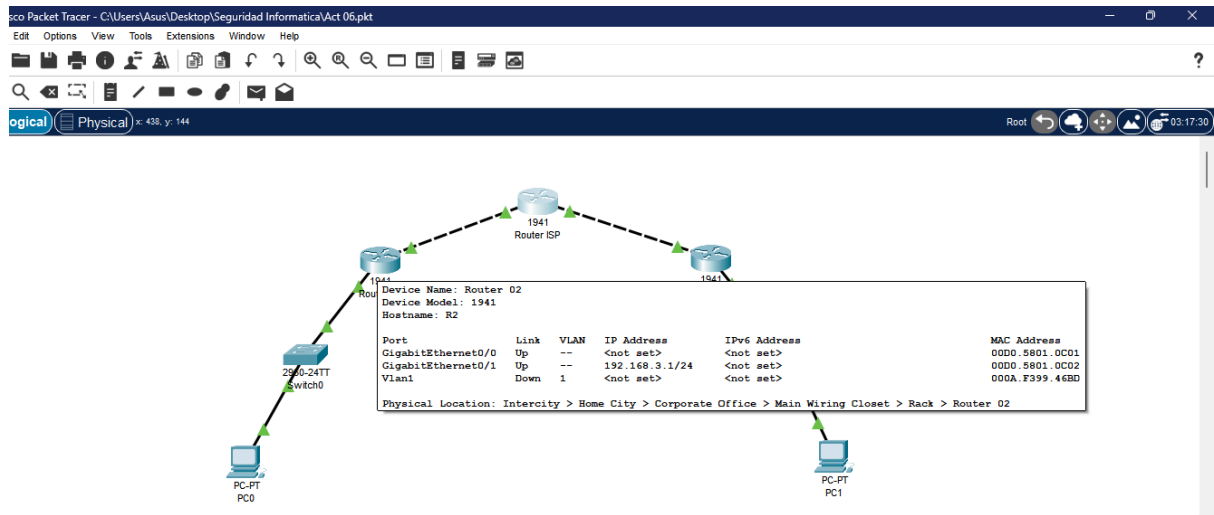 sco Packet Tracer - C:\Users\Asus\Desktop\Seguridad Informatica\Act 06.pkt
Edit Options View Tools Extensions Window Help
?
ogical Physical x: 438, y: 144 Root 03:17:30
1941
Router ISP
1941
1941
Rou
Device Name: Router 02
Device Model: 1941
Hostname: R2
Port Link VLAN IP Address IPv6 Address MAC Address
GigabitEthernet0/0 Up -- <not set> <not set> 00D0.5801.0C01
GigabitEthernet0/1 Up -- 192.168.3.1/24 <not set> 00D0.5801.0C02
Vlan1 Down 1 <not set> <not set> 000A.F399.46BD
Physical Location: Intercity > Home City > Corporate Office > Main Wiring Closet > Rack > Router 02
2960-24TT
Switch0
PC-PT
PC0
PC-PT
PC1